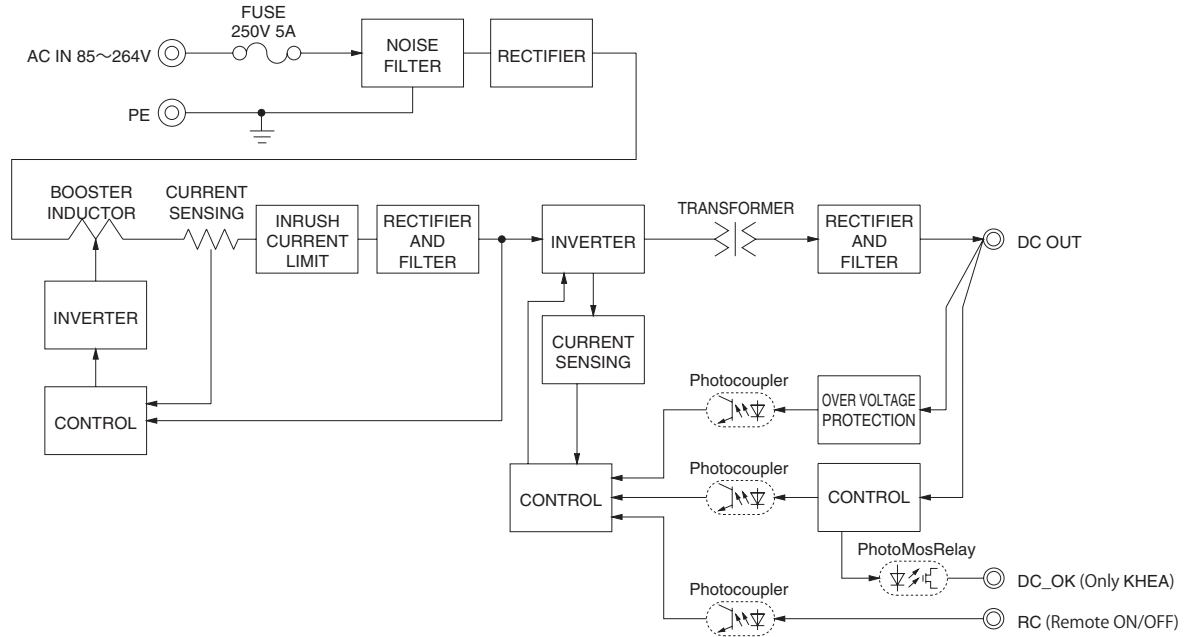 FUSE
250V 5A
AC IN 85~264V
NOISE
FILTER
RECTIFIER
PE
BOOSTER
INDUCTOR
CURRENT
SENSING
INRUSH
CURRENT
LIMIT
RECTIFIER
AND
FILTER
INVERTER
TRANSFORMER
RECTIFIER
AND
FILTER
DC OUT
INVERTER
CURRENT
SENSING
CONTROL
Photocoupler
OVER VOLTAGE
PROTECTION
Photocoupler
CONTROL
CONTROL
PhotoMosRelay
DC_OK (Only KHEA)
Photocoupler
RC (Remote ON/OFF)